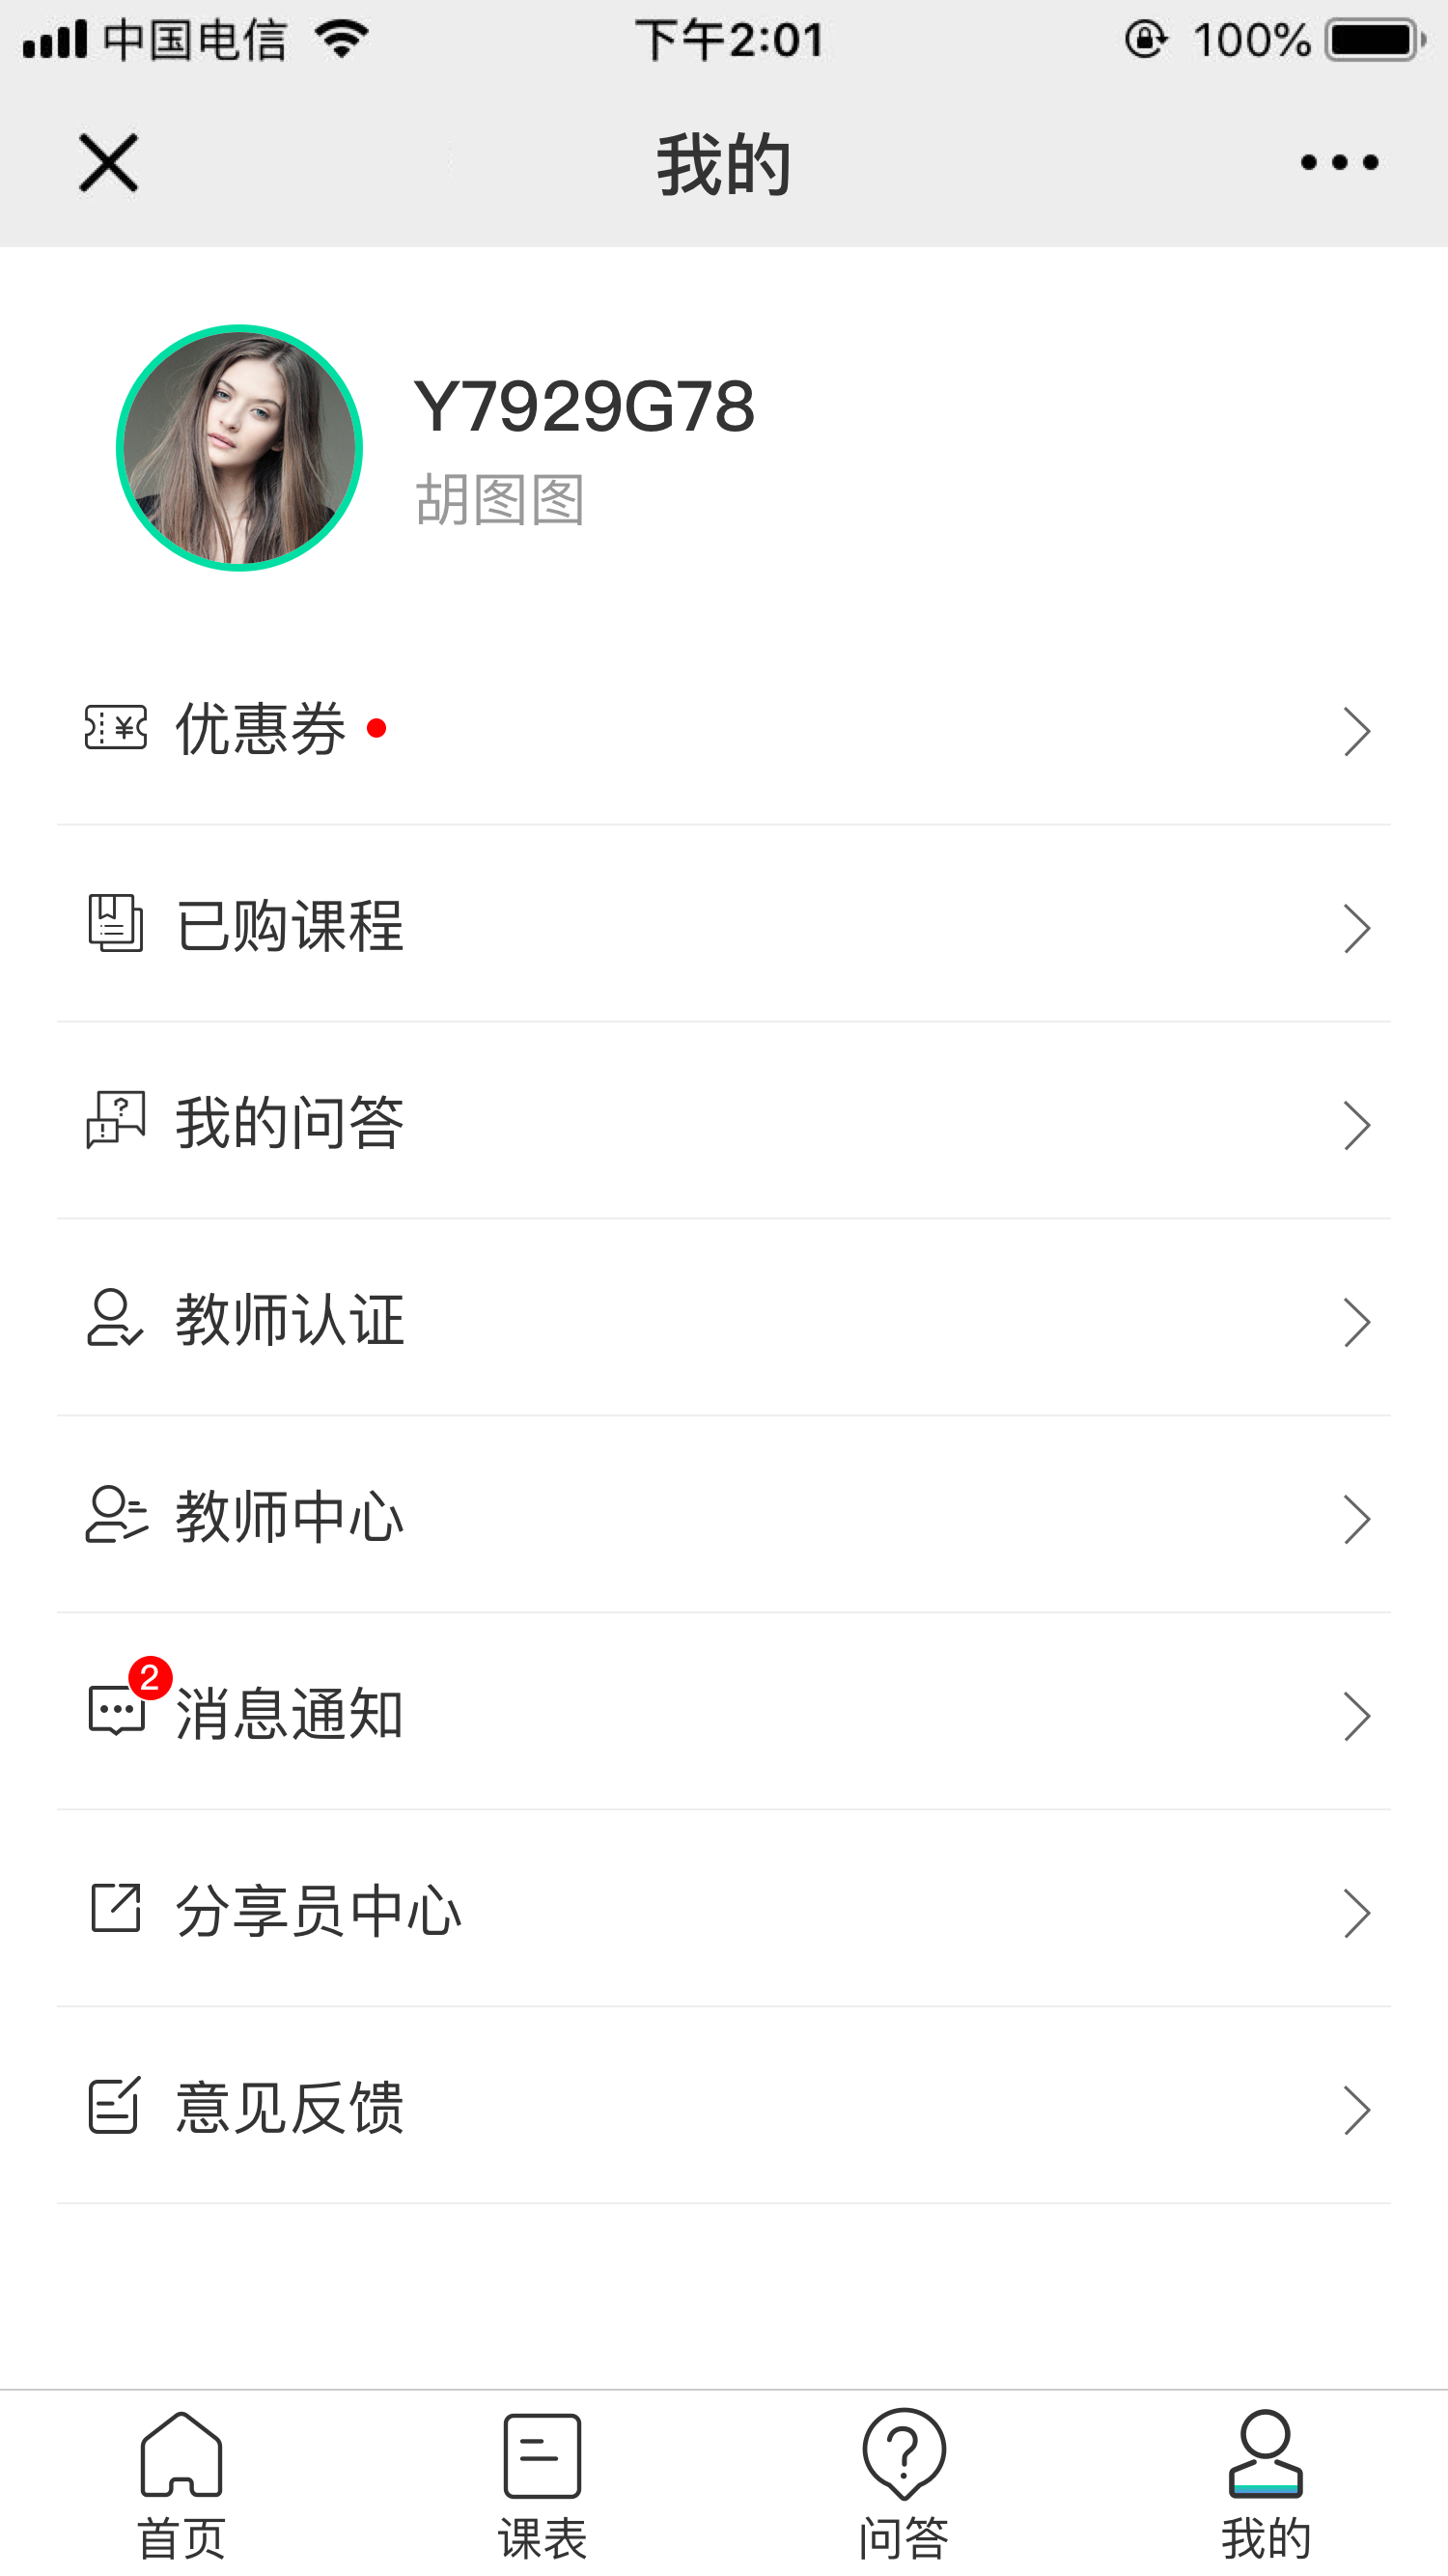 中国电信 下午2:01 100%
我的
Y7929G78
胡图图
优惠券
已购课程
我的问答
教师认证
教师中心
2
消息通知
分享员中心
意见反馈
首页 课表 问答 我的